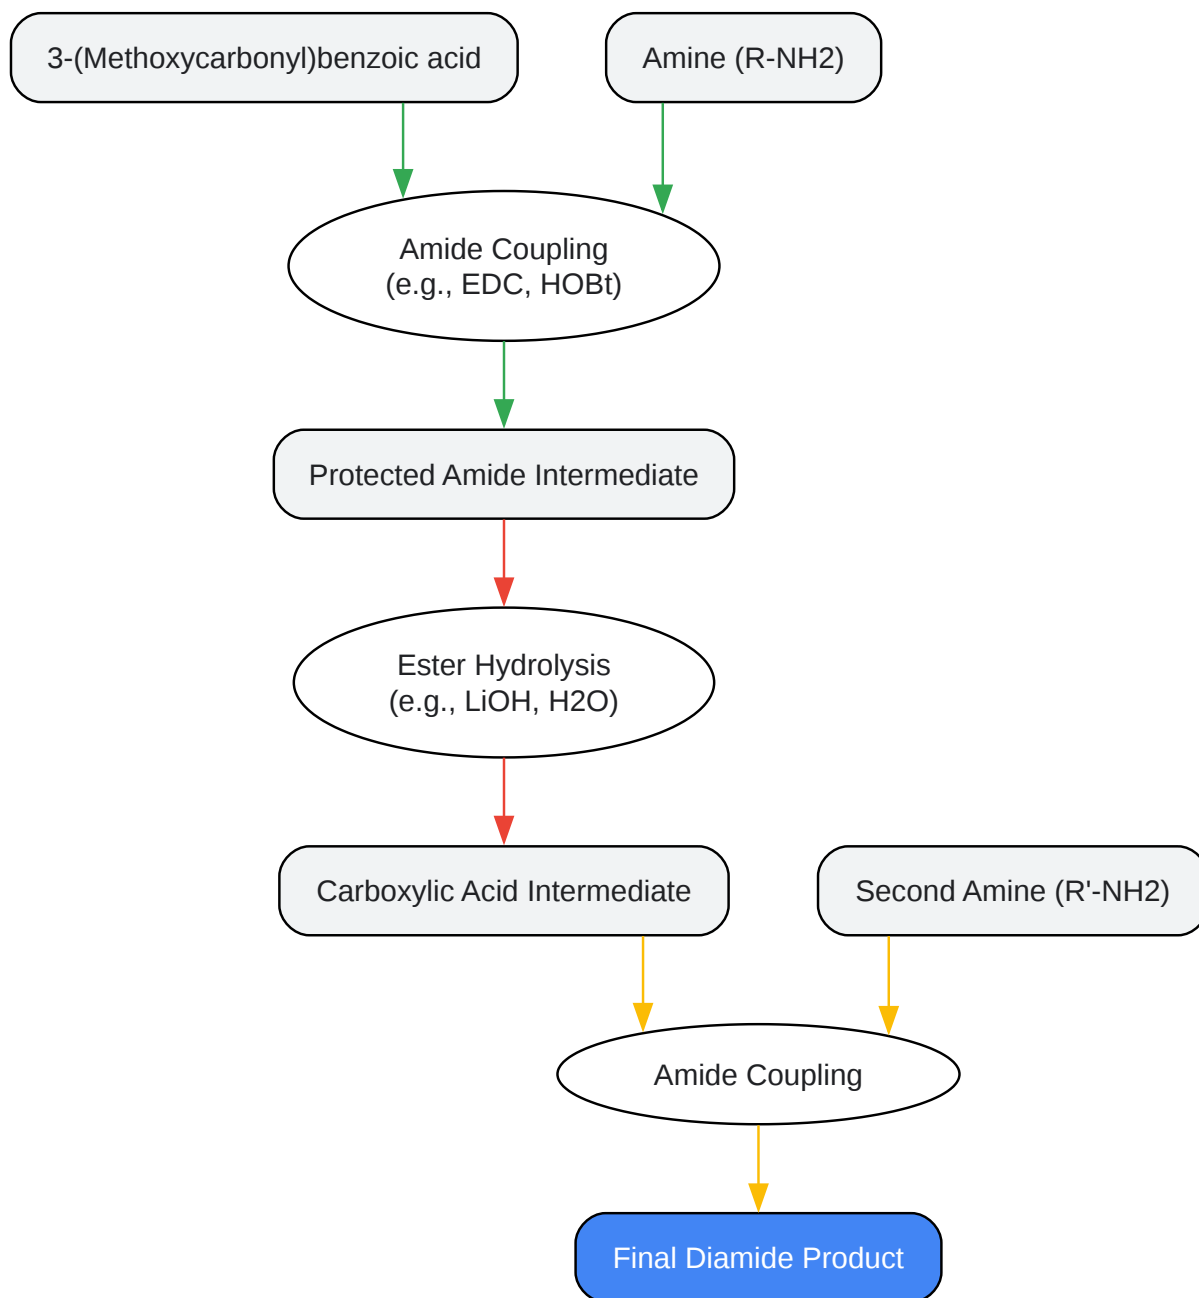 3-(Methoxycarbonyl)benzoic acid
Amine (R-NH2)
Amide Coupling
(e.g., EDC, HOBt)
Protected Amide Intermediate
Ester Hydrolysis
(e.g., LiOH, H2O)
Carboxylic Acid Intermediate
Second Amine (R'-NH2)
Amide Coupling
Final Diamide Product